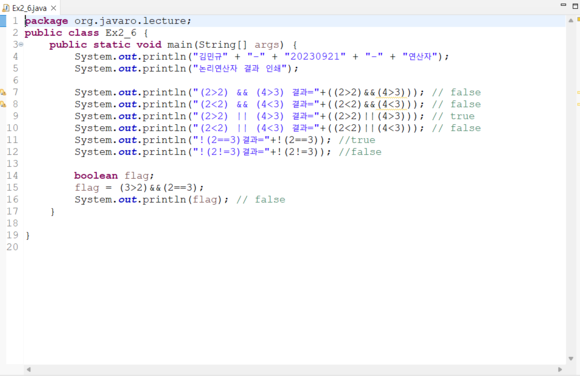 Ex2_6.java
1 package org.javaro.lecture;
2 public class Ex2_6 {
3 public static void main(String[] args) {
4 System.out.println("김민규" + "-" + "20230921" + "-" + "연산자");
5 System.out.println("논리연산자 결과 인쇄");
6
7 System.out.println("(2>2) && (4>3) 결과="+((2>2)&&(4>3))); // false
8 System.out.println("(2<2) && (4<3) 결과="+((2<2)&&(4<3))); // false
9 System.out.println("(2>2) || (4>3) 결과="+((2>2)||(4>3))); // true
10 System.out.println("(2<2) || (4<3) 결과="+((2<2)||(4<3))); // false
11 System.out.println("!(2==3)결과="+!(2==3)); //true
12 System.out.println("!(2!=3)결과="+!(2!=3)); //false
13
14 boolean flag;
15 flag = (3>2)&&(2==3);
16 System.out.println(flag); // false
17 }
18
19 }
20